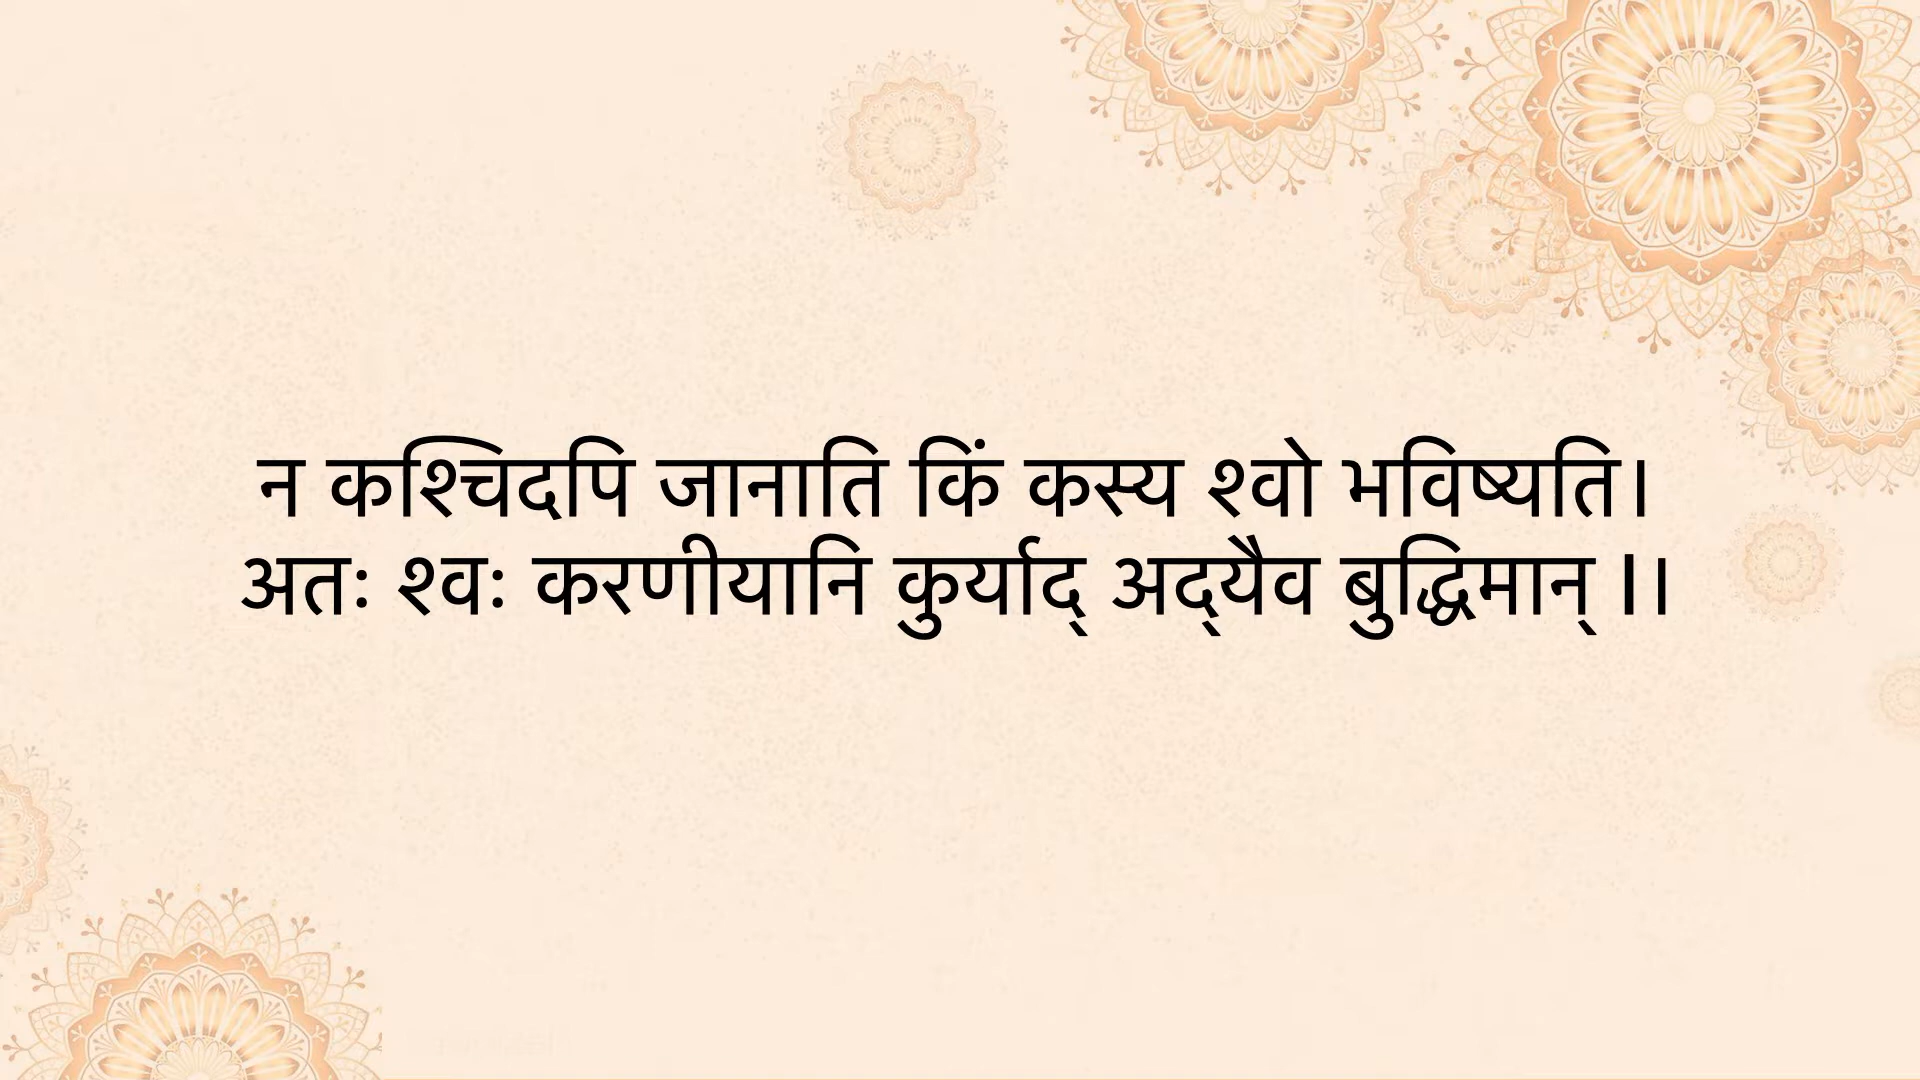 न कश्चिदपि जानाति किं कस्य श्वो भविष्यति।
अतः श्वः करणीयानि कुर्याद् अद्यैव बुद्धिमान् ।।